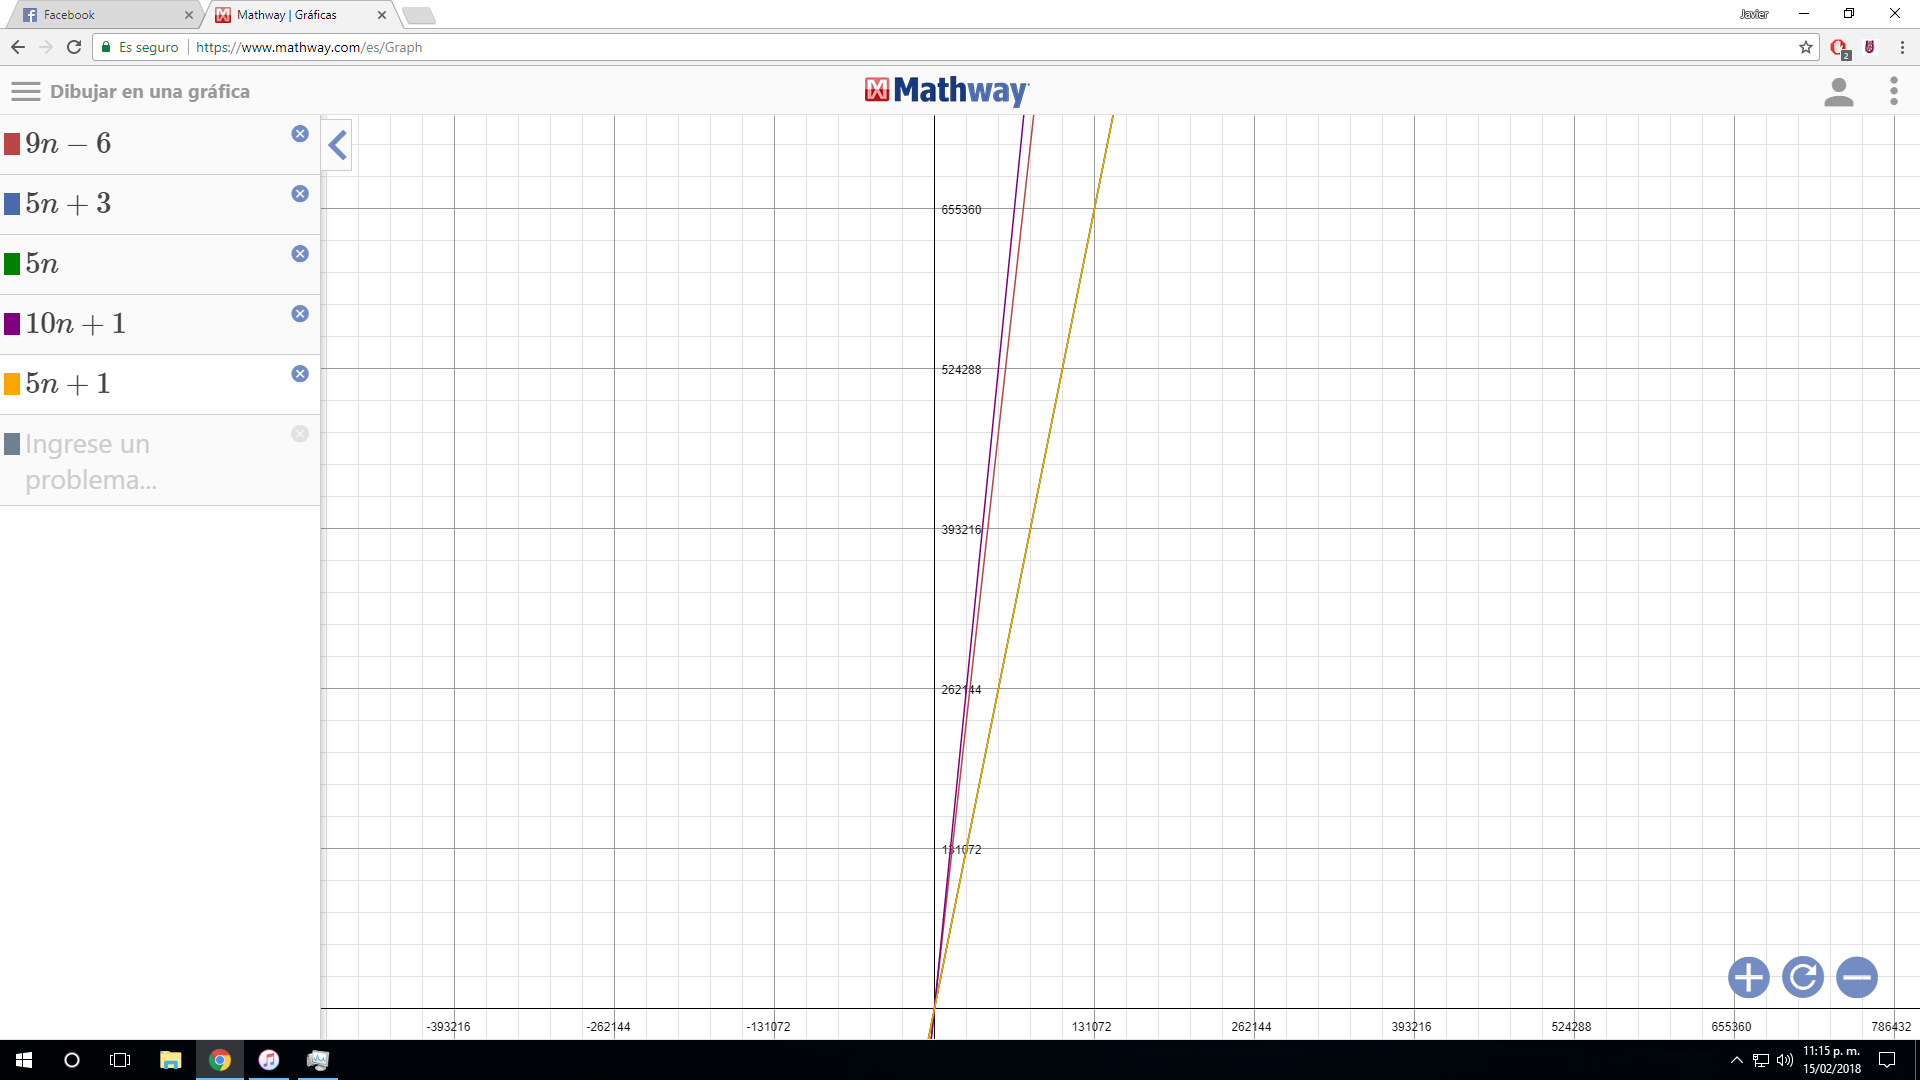 Facebook
Mathway | Gráficas
Javier
Es seguro
https://www.mathway.com/es/Graph
2
Dibujar en una gráfica
Mathway
9n − 6
5n + 3
5n
10n + 1
5n + 1
Ingrese un
problema...
655360
524288
393216
262144
131072
-393216
-262144
-131072
131072
262144
393216
524288
655360
786432
11:15 p. m.
15/02/2018